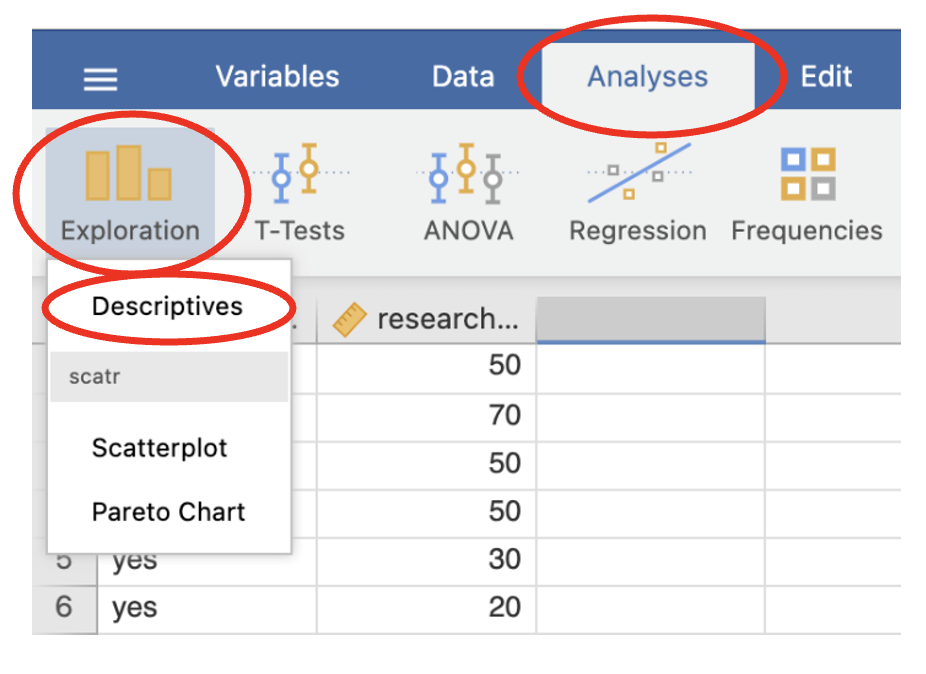 Variables Data Analyses Edit
Exploration T-Tests ANOVA Regression Frequencies
Descriptives
research...
scatr
Scatterplot
Pareto Chart
50
70
50
50
5 yes 30
6 yes 20